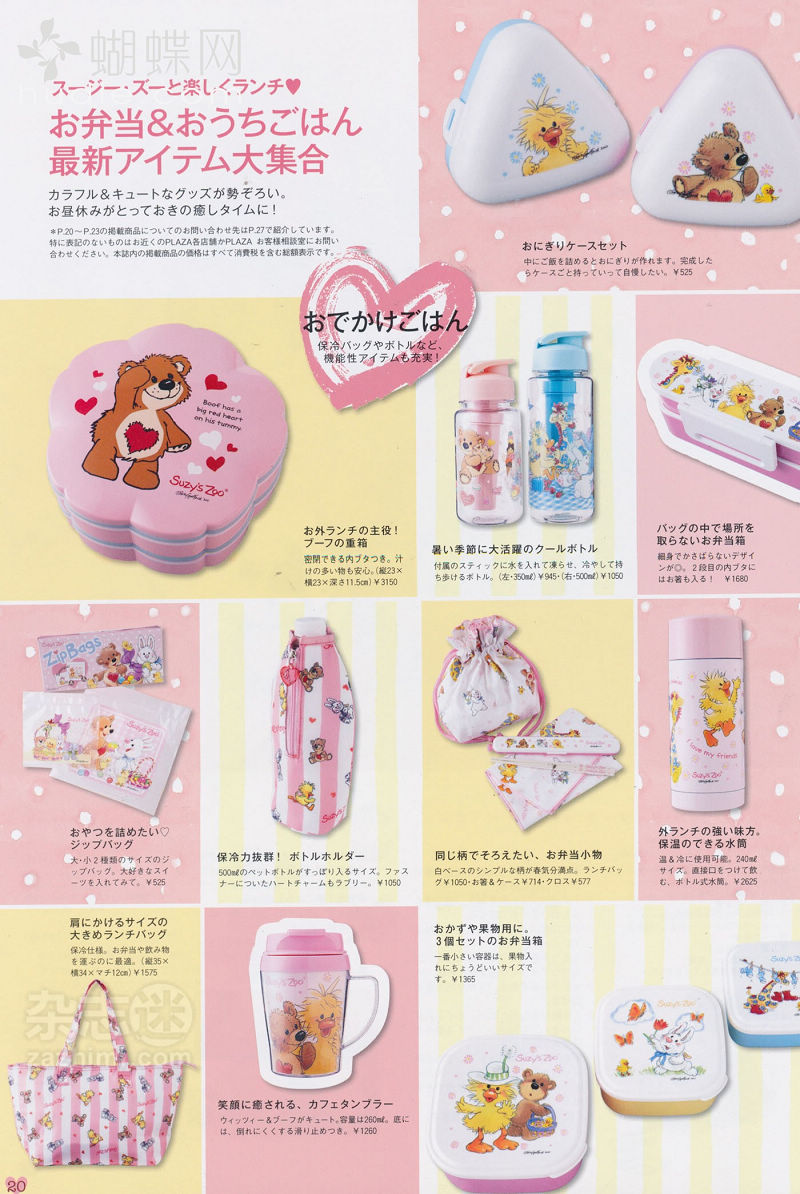 蝴蝶网
スージー・ズーと楽しくランチ♥
お弁当&おうちごはん
最新アイテム大集合
カラフル&キュートなグッズが勢ぞろい。
お昼休みがとっておきの癒しタイムに!
*P.20〜P.23の掲載商品についてのお問い合わせ先はP.27で紹介しています。
特に表記のないものはお近くのPLAZA各店舗かPLAZA お客様相談室にお問い
合わせください。本誌内の掲載商品の価格はすべて消費税を含む総額表示です。
おにぎりケースセット
中にご飯を詰めるとおにぎりが作れます。完成した
らケースごと持っていって自慢したい。¥525
おでかけごはん
保冷バッグやボトルなど、
機能性アイテムも充実!
Boof has a
big red heart
on his tummy.
Suzy's Zoo
お外ランチの主役!
ブーフの重箱
密閉できる内ブタつき。汁
けの多い物も安心。(縦23×
横23×深さ11.5cm)¥3150
暑い季節に大活躍のクールボトル
付属のスティックに水を入れて凍らせ、冷やして持
ち歩けるボトル。(左・350㎖)¥945・(右・500㎖)¥1050
バッグの中で場所を
取らないお弁当箱
細身でかさばらないデザイ
ンが◎。2段目の内ブタに
はお箸も入る! ¥1680
Suzy's Zoo
ZipBags
おやつを詰めたい♡
ジップバッグ
大・小2種類のサイズのジ
ップバッグ。大好きなスイ
ーツを入れてみて。¥525
Suzy's Zoo
保冷力抜群! ボトルホルダー
500㎖のペットボトルがすっぽり入るサイズ。ファス
ナーについたハートチャームもラブリー。¥1050
同じ柄でそろえたい、お弁当小物
白ベースのシンプルな柄が春気分満点。ランチバッ
グ¥1050・お箸&ケース¥714・クロス¥577
I love my friends
Suzy's Zoo
外ランチの強い味方。
保温のできる水筒
温&冷に使用可能。240㎖
サイズ。直接口をつけて飲
む、ボトル式水筒。¥2625
肩にかけるサイズの
大きめランチバッグ
保冷仕様。お弁当や飲み物
を運ぶのに最適。(縦35×
横34×マチ12cm)¥1575
杂志迷
zazhimi.com
Suzy's Zoo
笑顔に癒される、カフェタンブラー
ウィッツィー&ブーフがキュート。容量は260㎖。底に
は、倒れにくくする滑り止めつき。¥1260
おかずや果物用に。
3個セットのお弁当箱
一番小さい容器は、果物入
れにちょうどいいサイズで
す。¥1365
Suzy's Zoo
Suzy's Zoo
Suzy's Zoo
20